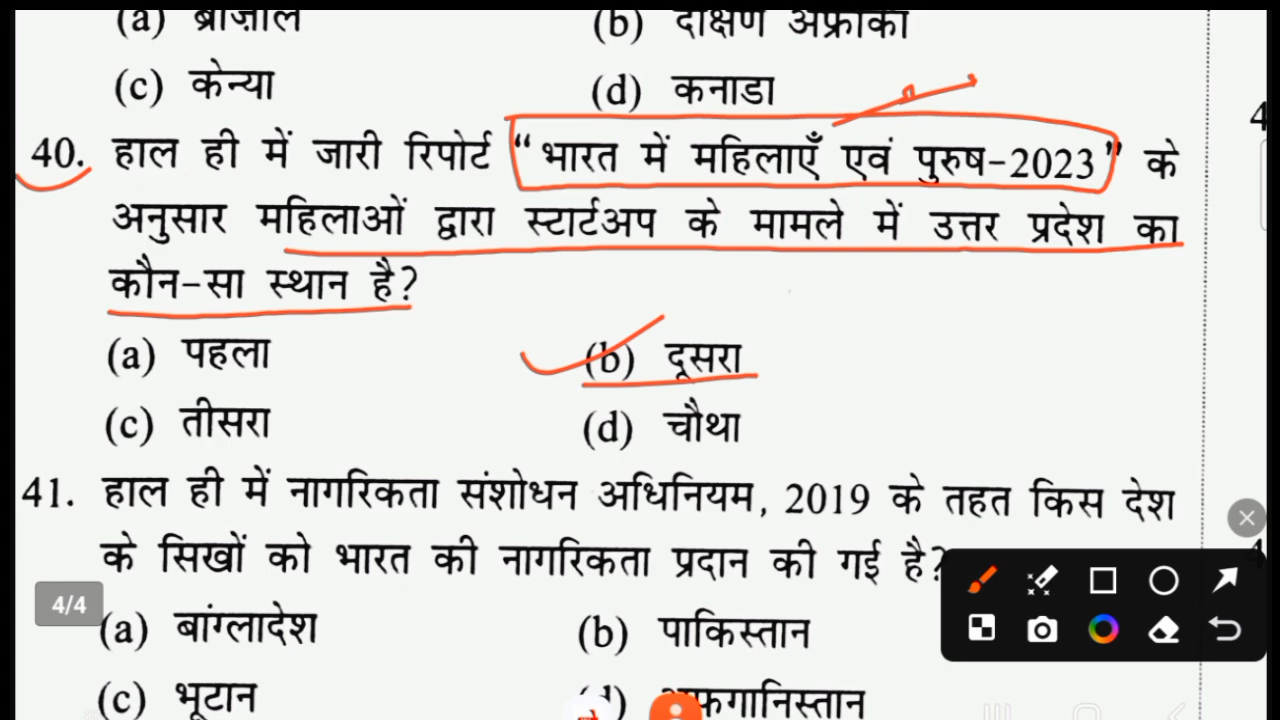 (a) ब्राज़ील (b) दक्षिण अफ्रीका
(c) केन्या (d) कनाडा
40. हाल ही में जारी रिपोर्ट “भारत में महिलाएँ एवं पुरुष-2023” के
अनुसार महिलाओं द्वारा स्टार्टअप के मामले में उत्तर प्रदेश का
कौन-सा स्थान है?
(a) पहला (b) दूसरा
(c) तीसरा (d) चौथा
41. हाल ही में नागरिकता संशोधन अधिनियम, 2019 के तहत किस देश
के सिखों को भारत की नागरिकता प्रदान की गई है?
4/4
(a) बांग्लादेश (b) पाकिस्तान
(c) भूटान (d) अफगानिस्तान